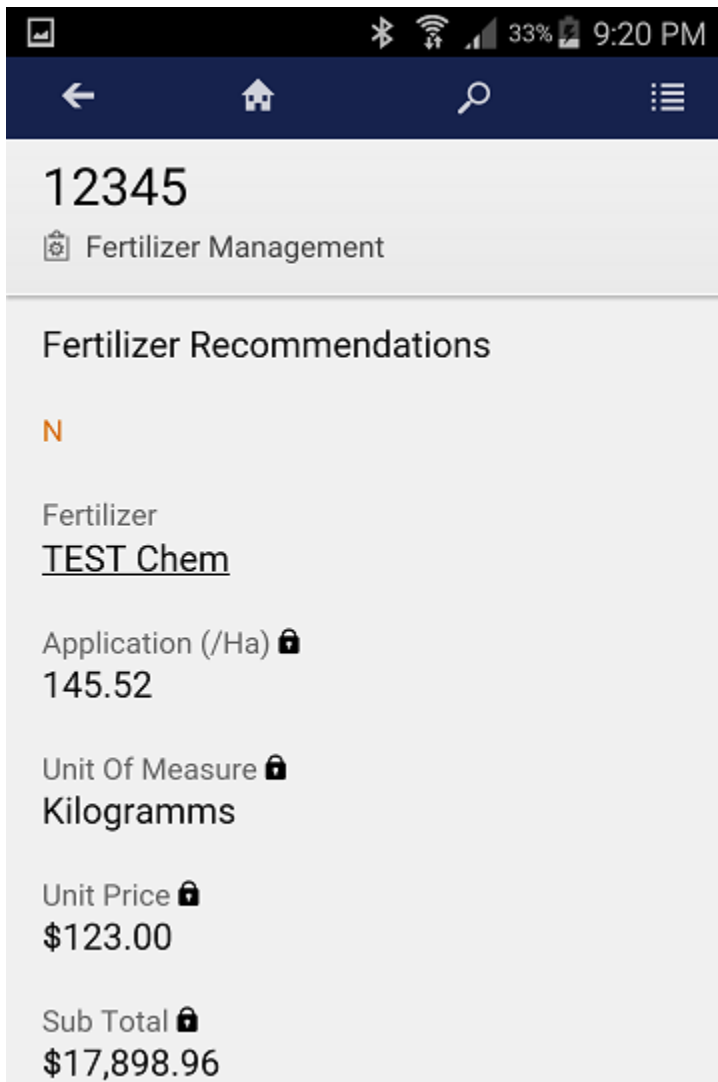 33% 9:20 PM
12345
Fertilizer Management
Fertilizer Recommendations
N
Fertilizer
TEST Chem
Application (/Ha)
145.52
Unit Of Measure
Kilogramms
Unit Price
$123.00
Sub Total
$17,898.96